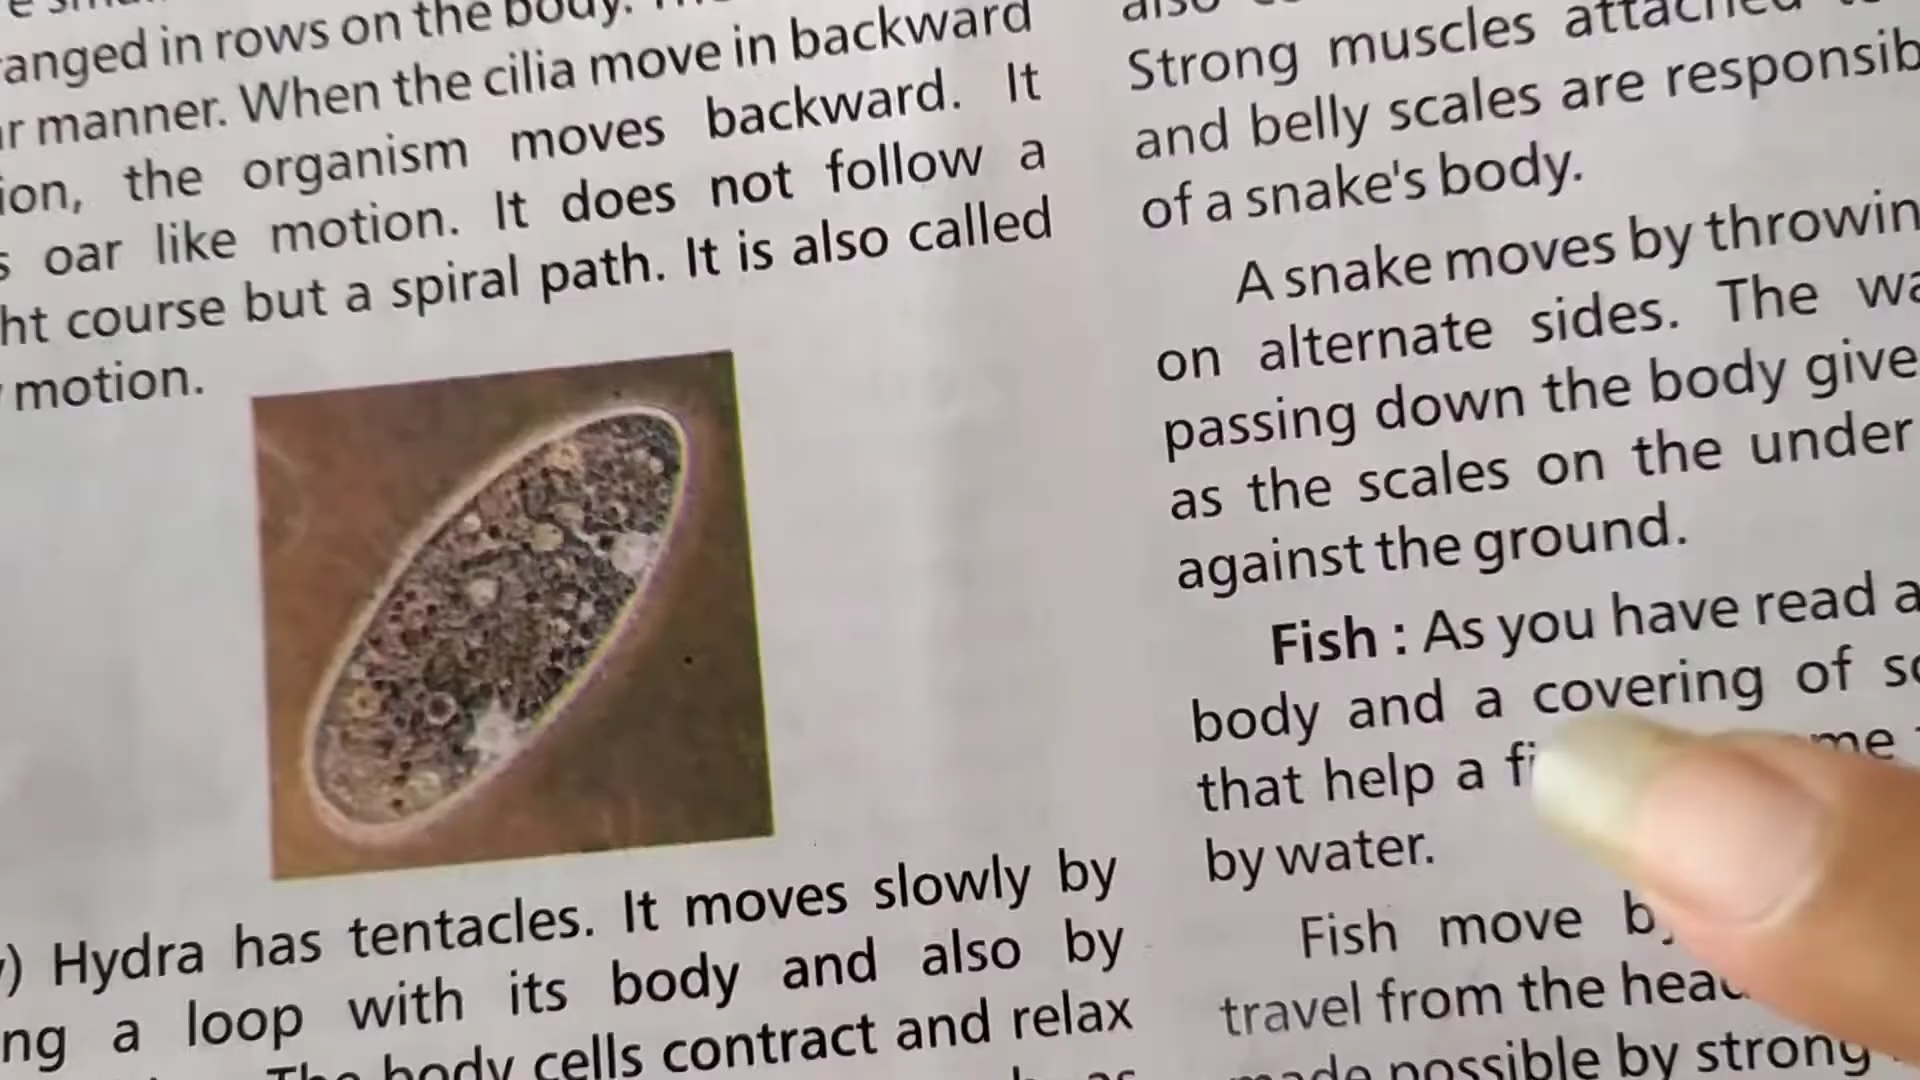 anged in rows on the body.
r manner. When the cilia move in backward
ion, the organism moves backward. It
s oar like motion. It does not follow a
ht course but a spiral path. It is also called
motion.
) Hydra has tentacles. It moves slowly by
ng a loop with its body and also by
The body cells contract and relax
also
Strong muscles attached
and belly scales are responsib
of a snake's body.
A snake moves by throwin
on alternate sides. The wa
passing down the body give
as the scales on the under
against the ground.
Fish : As you have read a
body and a covering of sc
that help a fi
by water.
Fish move b
travel from the head
made possible by strong